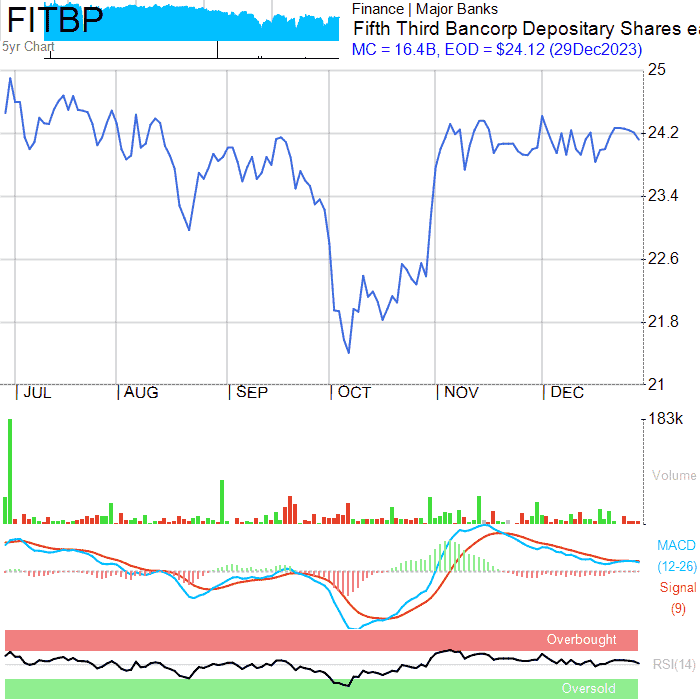 FITBP
5yr Chart
Finance | Major Banks
Fifth Third Bancorp Depositary Shares ea
MC = 16.4B, EOD = $24.12 (29Dec2023)
25
24.2
23.4
22.6
21.8
21
JUL AUG SEP OCT NOV DEC
183k
Volume
MACD
(12-26)
Signal
(9)
Overbought
RSI(14)
Oversold